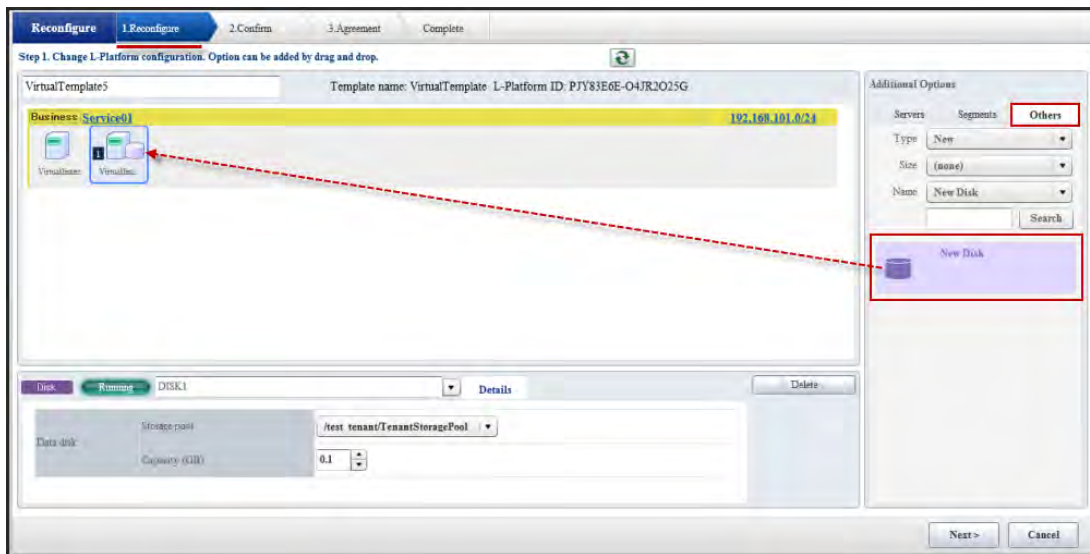 Reconfigure 1.Reconfigure 2.Confirm 3.Agreement Complete
Step 1. Change L-Platform configuration. Option can be added by drag and drop.
VirtualTemplate5 Template name: VirtualTemplate L-Platform ID: PJY83E6E-O4JR2O25G
Business Service01 192.168.101.0/24
1
Additional Options
Servers Segments Others
Type New
Size (none)
Name New Disk
Search
New Disk
Disk Running DISK1 Details Delete
Data disk
Storage pool /test_tenant/TenantStoragePool
Capacity (GB) 0.1
Next > Cancel